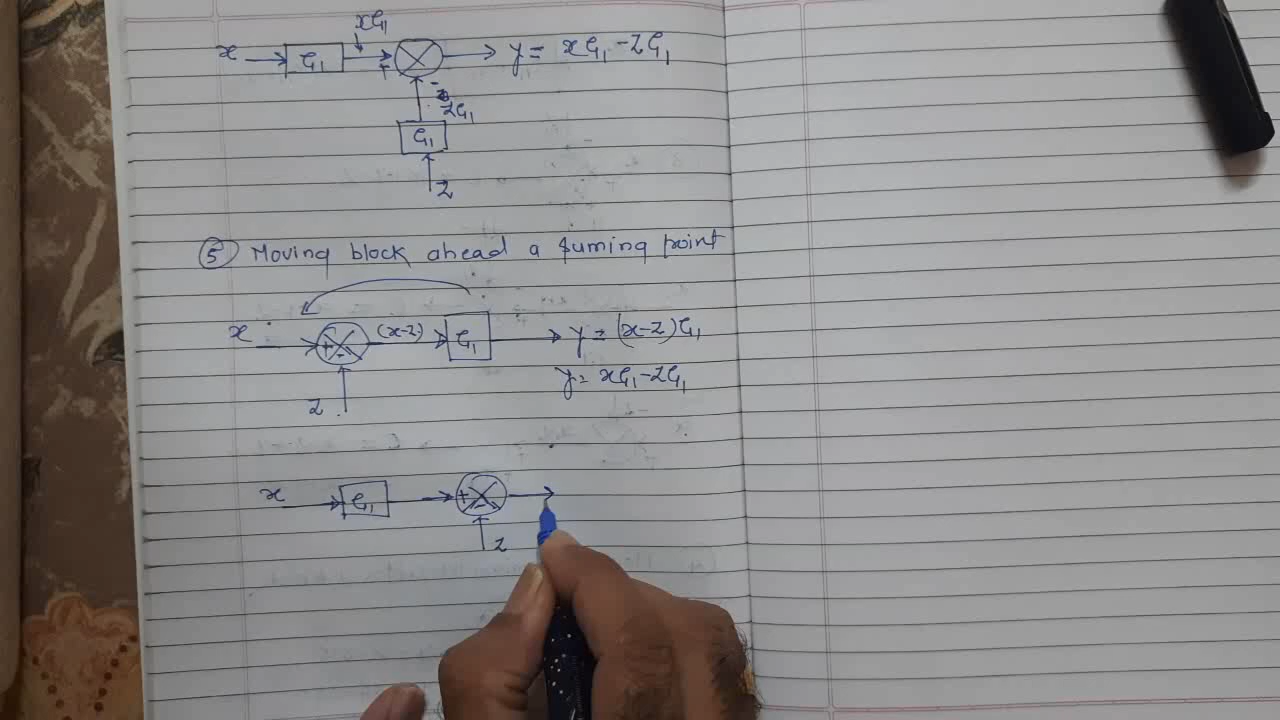 xG₁
x G₁ + y = xG₁ - ZG₁
-
ZG₁
G₁
Z
⑤ Moving block ahead a suming point
x + - (x-Z) G₁ y = (x-Z)G₁
y = xG₁-ZG₁
Z
x G₁ + -
Z